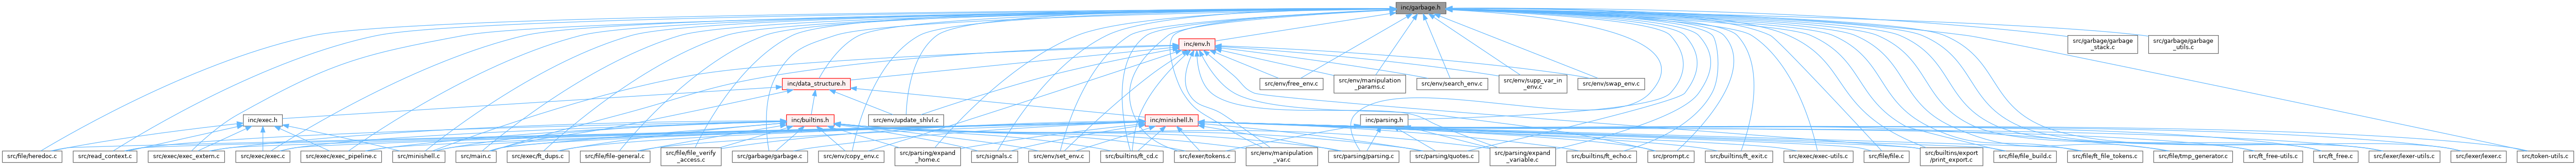 inc/garbage.h
inc/env.h
src/garbage/garbage
_stack.c
src/garbage/garbage
_utils.c
inc/data_structure.h
src/env/free_env.c
src/env/manipulation
_params.c
src/env/search_env.c
src/env/supp_var_in
_env.c
src/env/swap_env.c
inc/exec.h
inc/builtins.h
src/env/update_shlvl.c
inc/minishell.h
inc/parsing.h
src/file/heredoc.c
src/read_context.c
src/exec/exec_extern.c
src/exec/exec.c
src/exec/exec_pipeline.c
src/minishell.c
src/main.c
src/exec/ft_dups.c
src/file/file-general.c
src/file/file_verify
_access.c
src/garbage/garbage.c
src/env/copy_env.c
src/parsing/expand
_home.c
src/signals.c
src/env/set_env.c
src/builtins/ft_cd.c
src/lexer/tokens.c
src/env/manipulation
_var.c
src/parsing/parsing.c
src/parsing/quotes.c
src/parsing/expand
_variable.c
src/builtins/ft_echo.c
src/prompt.c
src/builtins/ft_exit.c
src/exec/exec-utils.c
src/file/file.c
src/builtins/export
/print_export.c
src/file/file_build.c
src/file/ft_file_tokens.c
src/file/tmp_generator.c
src/ft_free-utils.c
src/ft_free.c
src/lexer/lexer-utils.c
src/lexer/lexer.c
src/token-utils.c